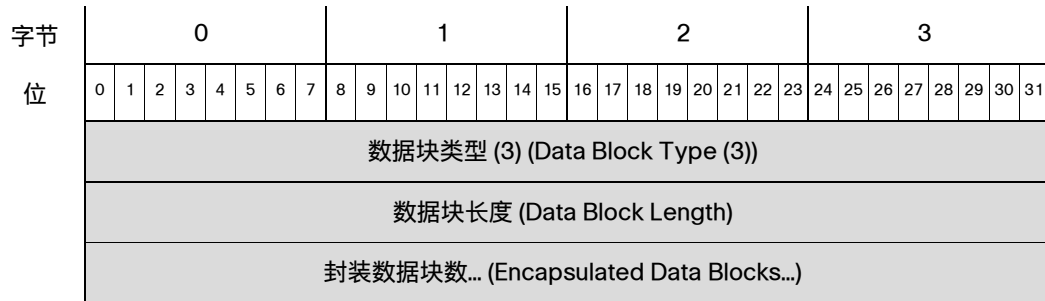 字节 0 1 2 3
位 0 1 2 3 4 5 6 7 8 9 10 11 12 13 14 15 16 17 18 19 20 21 22 23 24 25 26 27 28 29 30 31
数据块类型 (3) (Data Block Type (3))
数据块长度 (Data Block Length)
封装数据块数... (Encapsulated Data Blocks...)